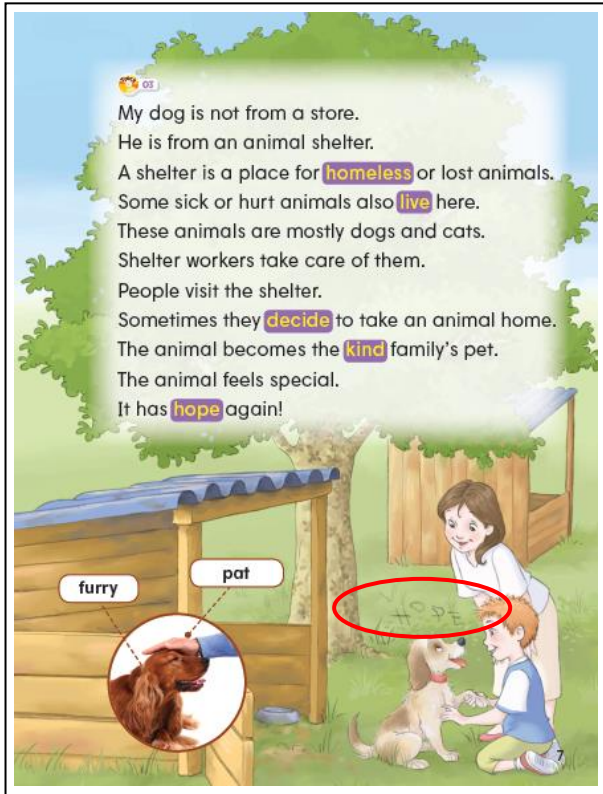 03
My dog is not from a store.
He is from an animal shelter.
A shelter is a place for homeless or lost animals.
Some sick or hurt animals also live here.
These animals are mostly dogs and cats.
Shelter workers take care of them.
People visit the shelter.
Sometimes they decide to take an animal home.
The animal becomes the kind family's pet.
The animal feels special.
It has hope again!
pat
furry
HOPE
7